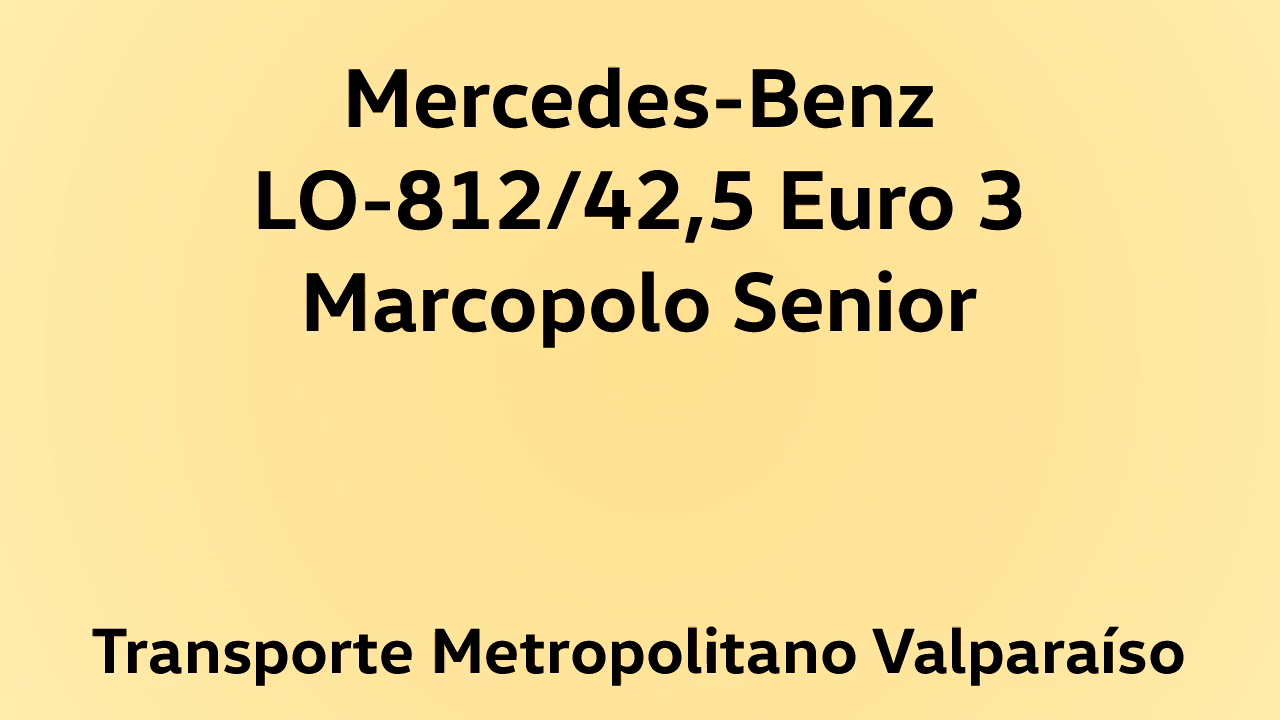 Mercedes-Benz
LO-812/42,5 Euro 3
Marcopolo Senior
Transporte Metropolitano Valparaíso